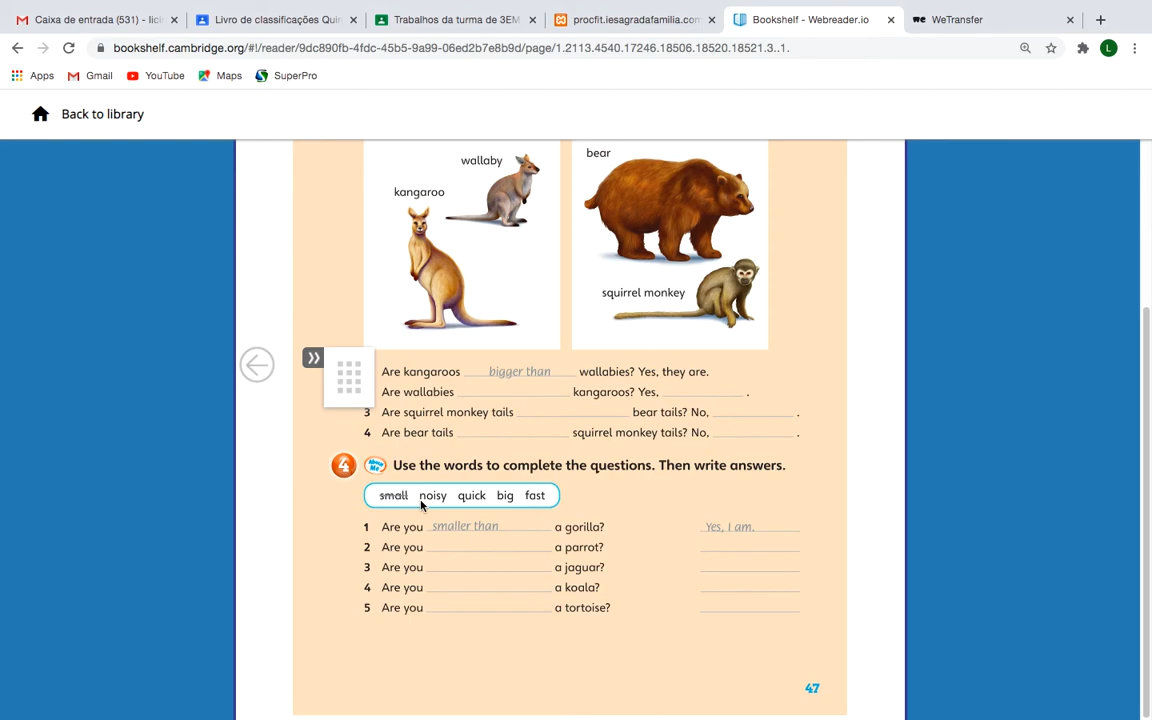 Caixa de entrada (531) - licin
Livro de classificações Quin
Trabalhos da turma de 3EM
procfit.iesagradafamilia.com
Bookshelf - Webreader.io
WeTransfer
bookshelf.cambridge.org/#!/reader/9dc890fb-4fdc-45b5-9a99-06ed2b7e8b9d/page/1.2113.4540.17246.18506.18520.18521.3..1.
L
Apps Gmail YouTube Maps SuperPro
Back to library
wallaby
kangaroo
bear
squirrel monkey
Are kangaroos bigger than wallabies? Yes, they are.
Are wallabies kangaroos? Yes, .
3 Are squirrel monkey tails bear tails? No, .
4 Are bear tails squirrel monkey tails? No, .
4 About Me Use the words to complete the questions. Then write answers.
small noisy quick big fast
1 Are you smaller than a gorilla? Yes, I am.
2 Are you a parrot?
3 Are you a jaguar?
4 Are you a koala?
5 Are you a tortoise?
47